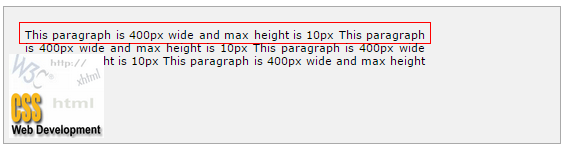 This paragraph is 400px wide and max height is 10px This paragraph
is 400px wide and max height is 10px This paragraph is 400px wide
ht is 10px This paragraph is 400px wide and max height
W3C
http://
xhtml
CSS
html
Web Development